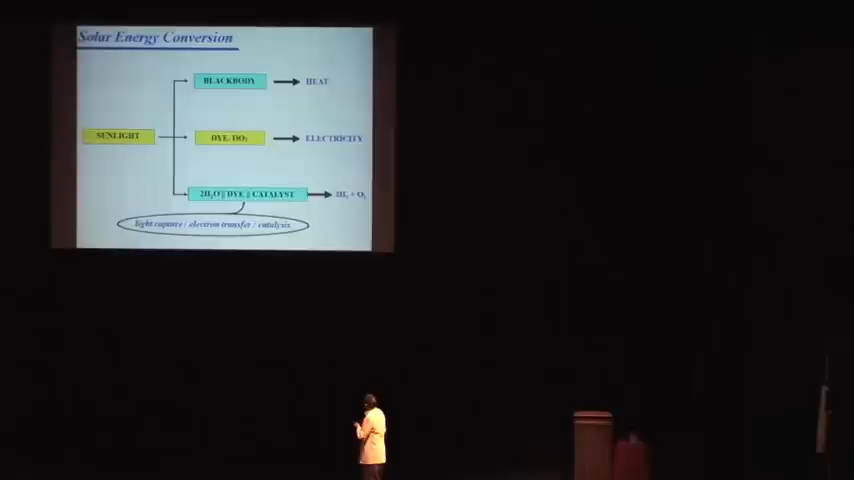 Solar Energy Conversion
BLACKBODY HEAT
SUNLIGHT DYE-TiO₂ ELECTRICITY
2H₂O || DYE || CATALYST 2H₂ + O₂
light capture / electron transfer / catalysis